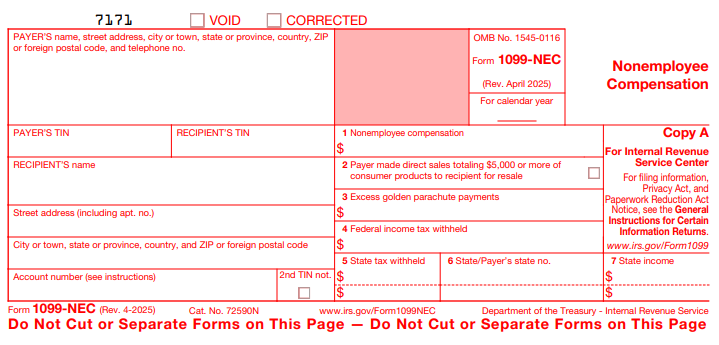 7171
VOID
CORRECTED
PAYER'S name, street address, city or town, state or province, country, ZIP
or foreign postal code, and telephone no.
OMB No. 1545-0116
Form 1099-NEC
(Rev. April 2025)
For calendar year
Nonemployee
Compensation
PAYER'S TIN
RECIPIENT'S TIN
1 Nonemployee compensation
$
Copy A
For Internal Revenue
Service Center
For filing information,
Privacy Act, and
Paperwork Reduction Act
Notice, see the General
Instructions for Certain
Information Returns.
www.irs.gov/Form1099
RECIPIENT'S name
2 Payer made direct sales totaling $5,000 or more of
consumer products to recipient for resale
3 Excess golden parachute payments
$
Street address (including apt. no.)
4 Federal income tax withheld
$
City or town, state or province, country, and ZIP or foreign postal code
5 State tax withheld
$
$
6 State/Payer's state no.
7 State income
$
$
Account number (see instructions)
2nd TIN not.
Form 1099-NEC (Rev. 4-2025)
Cat. No. 72590N
www.irs.gov/Form1099NEC
Department of the Treasury - Internal Revenue Service
Do Not Cut or Separate Forms on This Page — Do Not Cut or Separate Forms on This Page